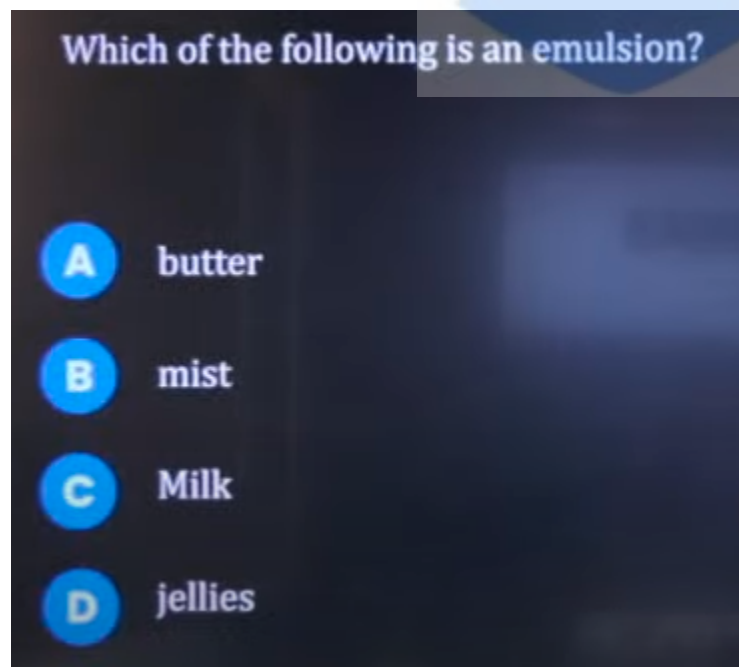 Which of the following is an emulsion?
A butter
B mist
C Milk
D jellies